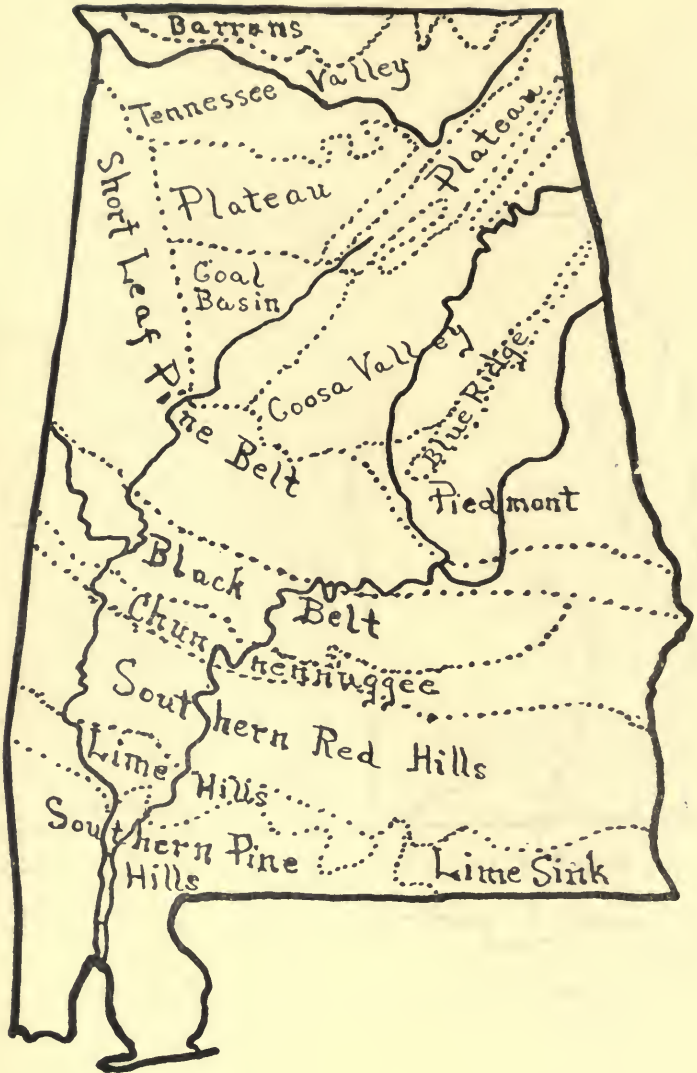 Barrens
Tennessee Valley
Plateau
Plateau
Short Leaf Pine Belt
Coal
Basin
Coosa Valley
Blue Ridge
Piedmont
Black Belt
Chunnennuggee
Southern Red Hills
Lime Hills
Southern Pine
Hills
Lime Sink